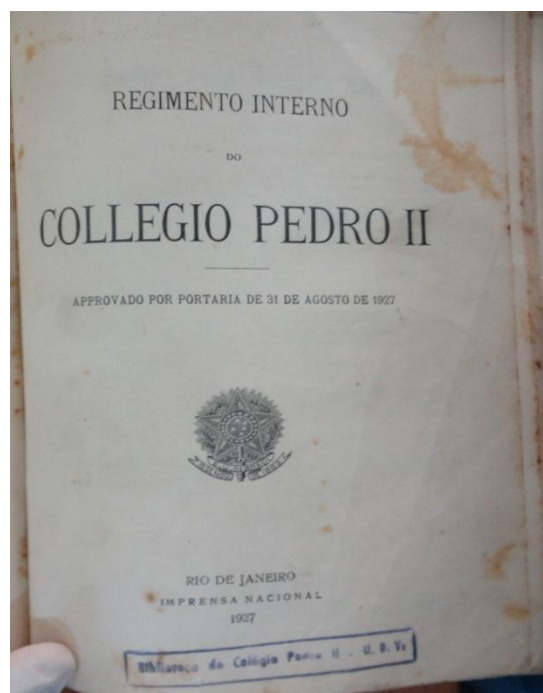 REGIMENTO INTERNO
DO
COLLEGIO PEDRO II
APPROVADO POR PORTARIA DE 31 DE AGOSTO DE 1927
RIO DE JANEIRO
IMPRENSA NACIONAL
1927
Biblioteca do Colégio Pedro II